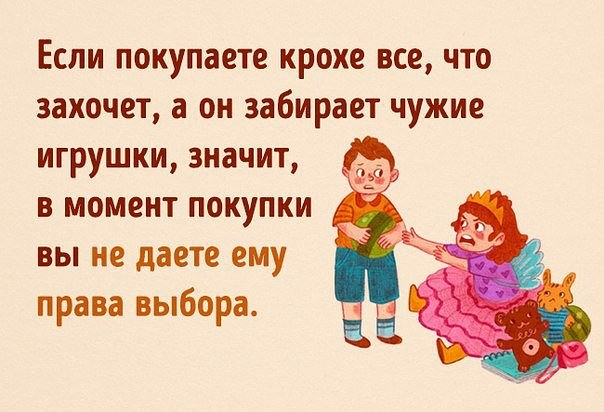 Если покупаете крохе все, что
захочет, а он забирает чужие
игрушки, значит,
в момент покупки
вы не даете ему
права выбора.